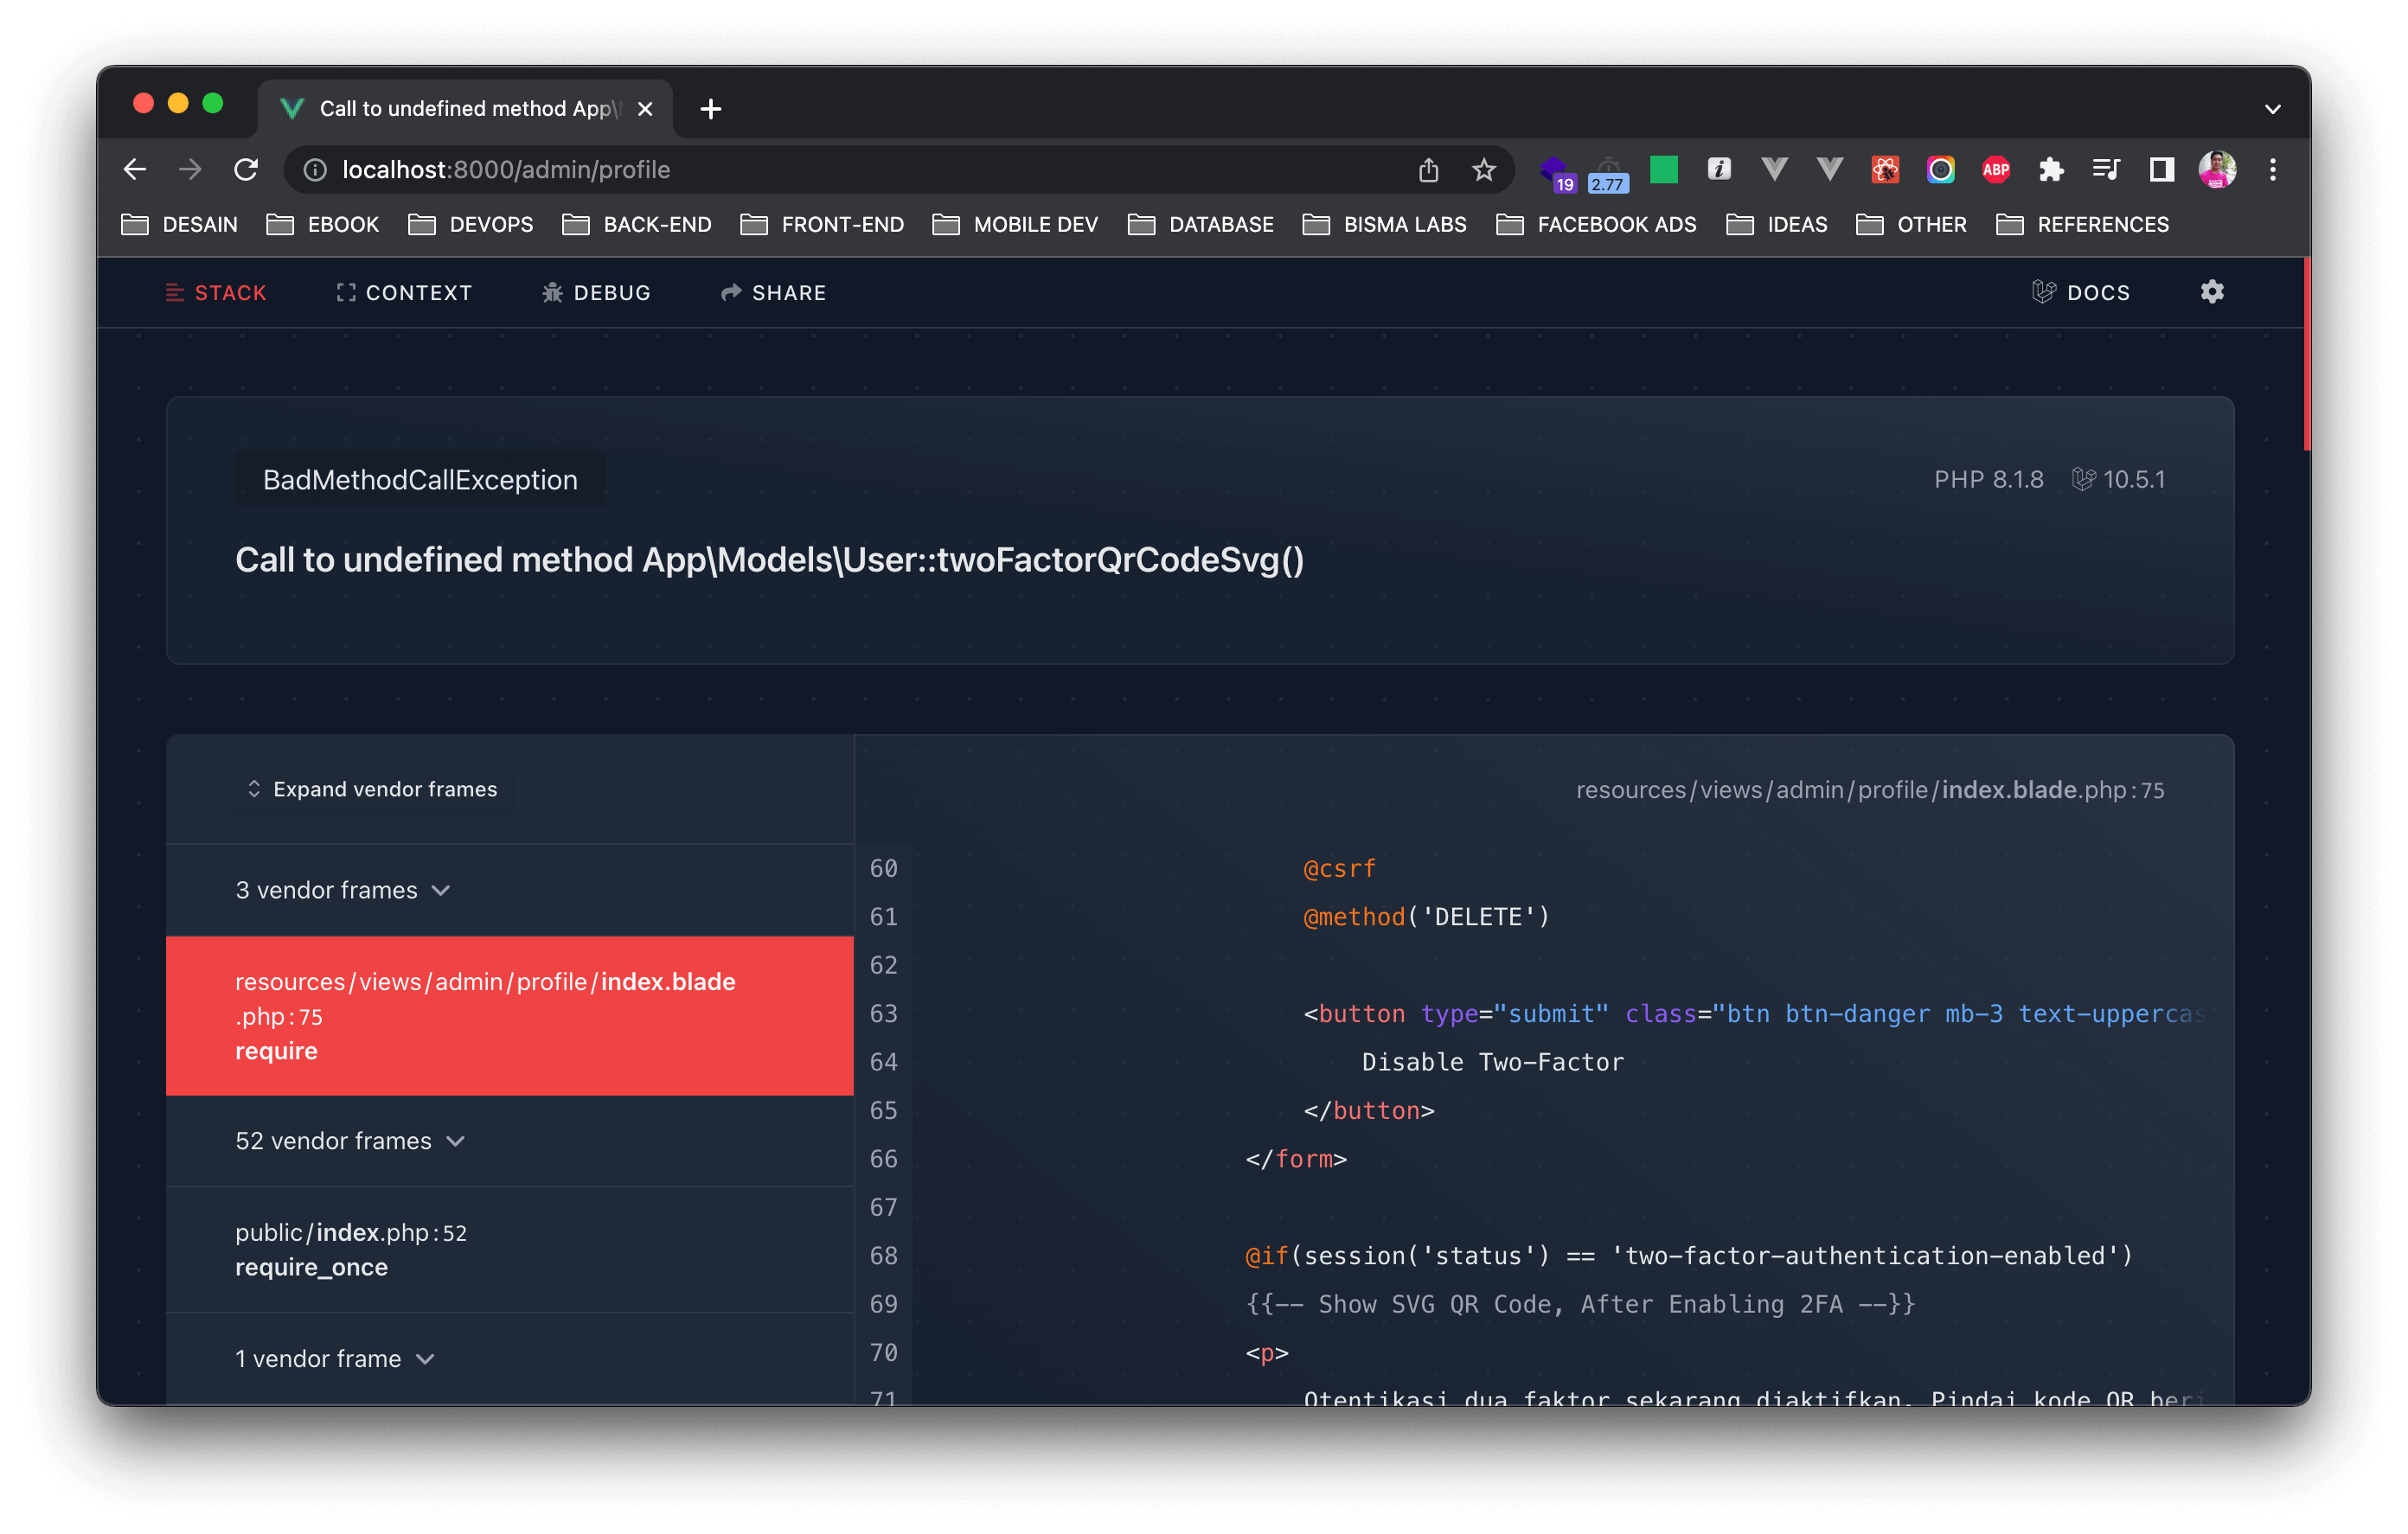 Call to undefined method App\
localhost:8000/admin/profile
19
2.77
ABP
DESAIN EBOOK DEVOPS BACK-END FRONT-END MOBILE DEV DATABASE BISMA LABS FACEBOOK ADS IDEAS OTHER REFERENCES
STACK CONTEXT DEBUG SHARE DOCS
BadMethodCallException
PHP 8.1.8 10.5.1
Call to undefined method App\Models\User::twoFactorQrCodeSvg()
Expand vendor frames
3 vendor frames
resources/views/admin/profile/index.blade
.php:75
require
52 vendor frames
public/index.php:52
require_once
1 vendor frame
resources/views/admin/profile/index.blade.php:75
60 @csrf
61 @method('DELETE')
62
63 <button type="submit" class="btn btn-danger mb-3 text-uppercas
64 Disable Two-Factor
65 </button>
66 </form>
67
68 @if(session('status') == 'two-factor-authentication-enabled')
69 {{-- Show SVG QR Code, After Enabling 2FA --}}
70 <p>
71 Otentikasi dua faktor sekarang diaktifkan. Pindai kode QR beri